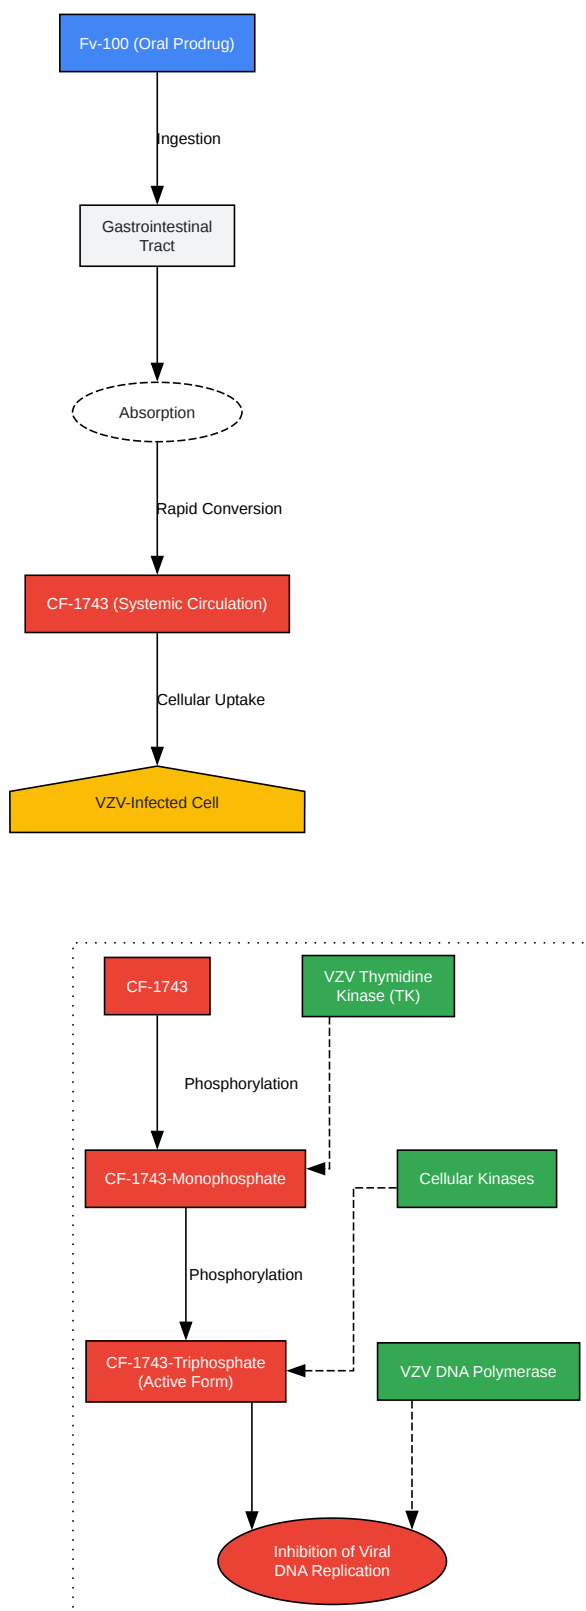 Fv-100 (Oral Prodrug)
Ingestion
Gastrointestinal
Tract
Absorption
Rapid Conversion
CF-1743 (Systemic Circulation)
Cellular Uptake
VZV-Infected Cell
CF-1743
VZV Thymidine
Kinase (TK)
Phosphorylation
CF-1743-Monophosphate
Cellular Kinases
Phosphorylation
CF-1743-Triphosphate
(Active Form)
VZV DNA Polymerase
Inhibition of Viral
DNA Replication